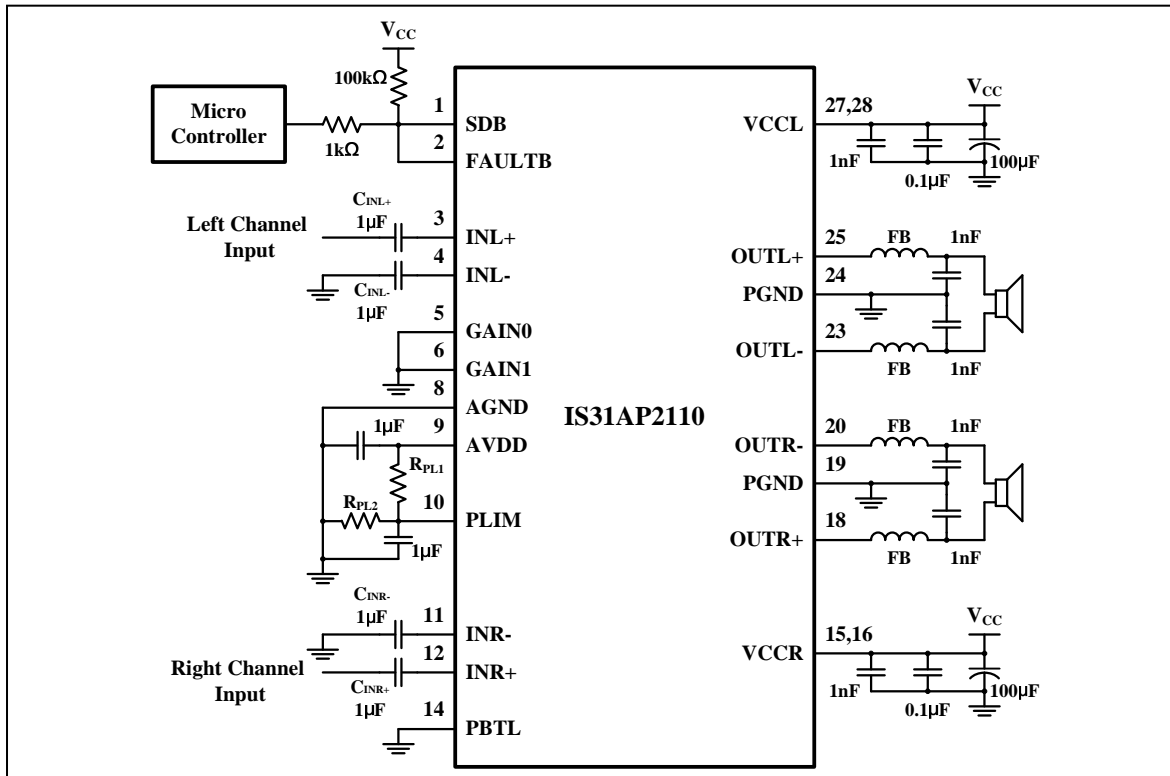 VCC
100kΩ
Micro
Controller
1kΩ
1
SDB
2
FAULTB
Left Channel
Input
CINL+
1µF
3
INL+
4
INL-
CINL-
1µF
5
GAIN0
6
GAIN1
8
AGND
1µF
9
AVDD
RPL1
RPL2
10
PLIM
1µF
CINR-
1µF
11
INR-
Right Channel
Input
12
INR+
CINR+
1µF
14
PBTL
IS31AP2110
VCC
27,28
VCCL
1nF
0.1µF
100µF
25
FB
1nF
OUTL+
24
PGND
23
OUTL-
FB
1nF
20
FB
1nF
OUTR-
19
PGND
18
OUTR+
FB
1nF
VCC
15,16
VCCR
1nF
0.1µF
100µF